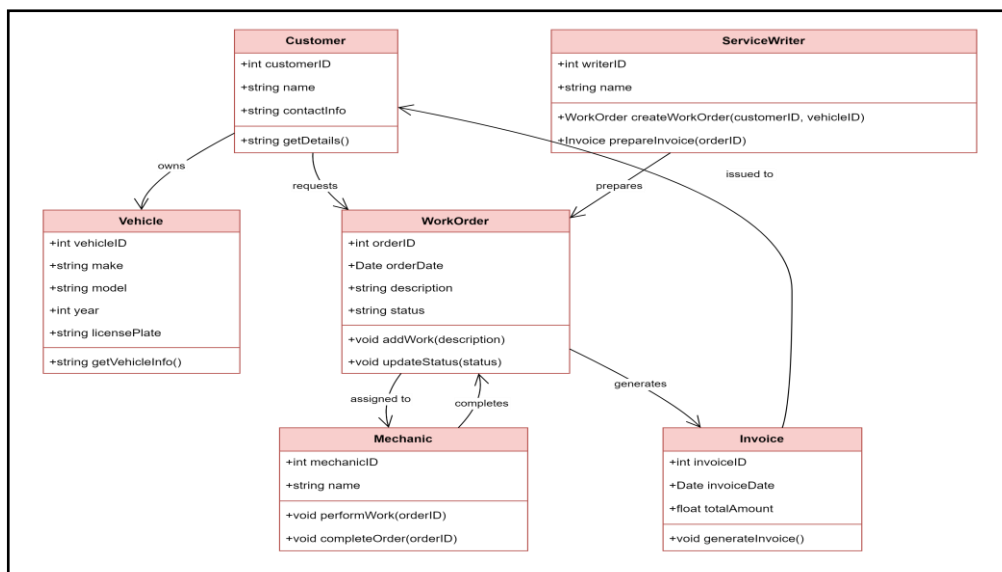 Customer
+int customerID
+string name
+string contactInfo
+string getDetails()
ServiceWriter
+int writerID
+string name
+WorkOrder createWorkOrder(customerID, vehicleID)
+Invoice prepareInvoice(orderID)
owns
requests
prepares
issued to
Vehicle
+int vehicleID
+string make
+string model
+int year
+string licensePlate
+string getVehicleInfo()
WorkOrder
+int orderID
+Date orderDate
+string description
+string status
+void addWork(description)
+void updateStatus(status)
assigned to
completes
generates
Mechanic
+int mechanicID
+string name
+void performWork(orderID)
+void completeOrder(orderID)
Invoice
+int invoiceID
+Date invoiceDate
+float totalAmount
+void generateInvoice()